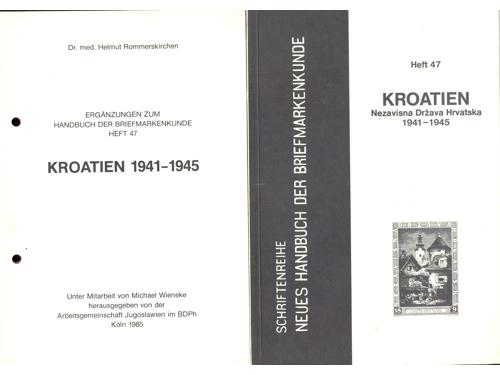 Dr. med. Helmut Rommerskirchen
ERGÄNZUNGEN ZUM
HANDBUCH DER BRIEFMARKENKUNDE
HEFT 47
KROATIEN 1941–1945
Unter Mitarbeit von Michael Wieneke
herausgegeben von der
Arbeitsgemeinschaft Jugoslawien im BDPh
Köln 1985
SCHRIFTENREIHE
NEUES HANDBUCH DER BRIEFMARKENKUNDE
Heft 47
KROATIEN
Nezavisna Država Hrvatska
1941–1945